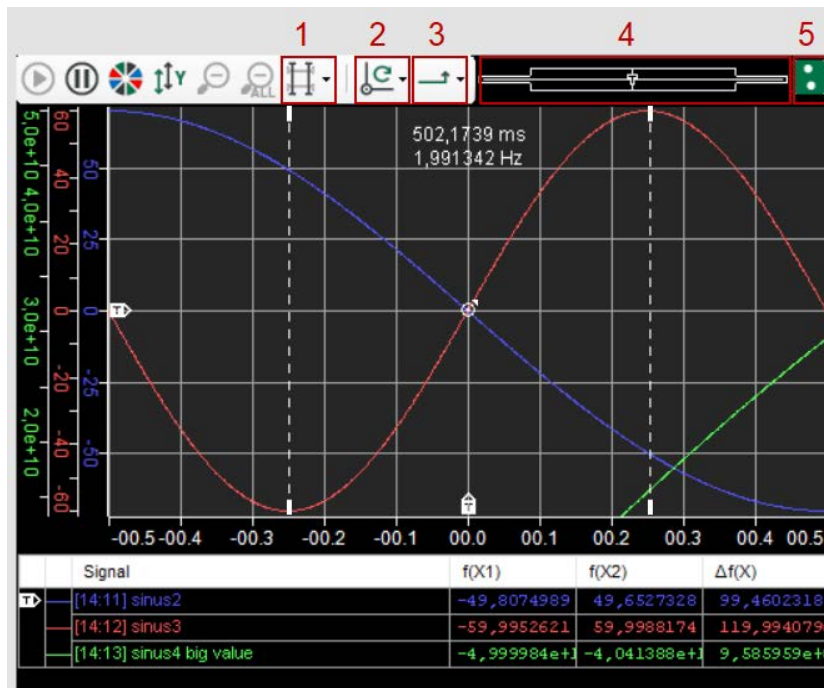 1 2 3 4 5
Y
ALL
502,1739 ms
1,991342 Hz
5,0e+10
4,0e+10
3,0e+10
2,0e+10
60
40
20
0
-20
-40
-60
50
25
0
-25
-50
T
T
-00.5 -00.4 -00.3 -00.2 -00.1 00.0 00.1 00.2 00.3 00.4 00.5
Signal f(X1) f(X2) Δf(X)
T [14:11] sinus2 -49,8074989 49,6527328 99,4602318
[14:12] sinus3 -59,9952621 59,9988174 119,994079
[14:13] sinus4 big value -4,999984e+1 -4,041388e+1 9,585959e+